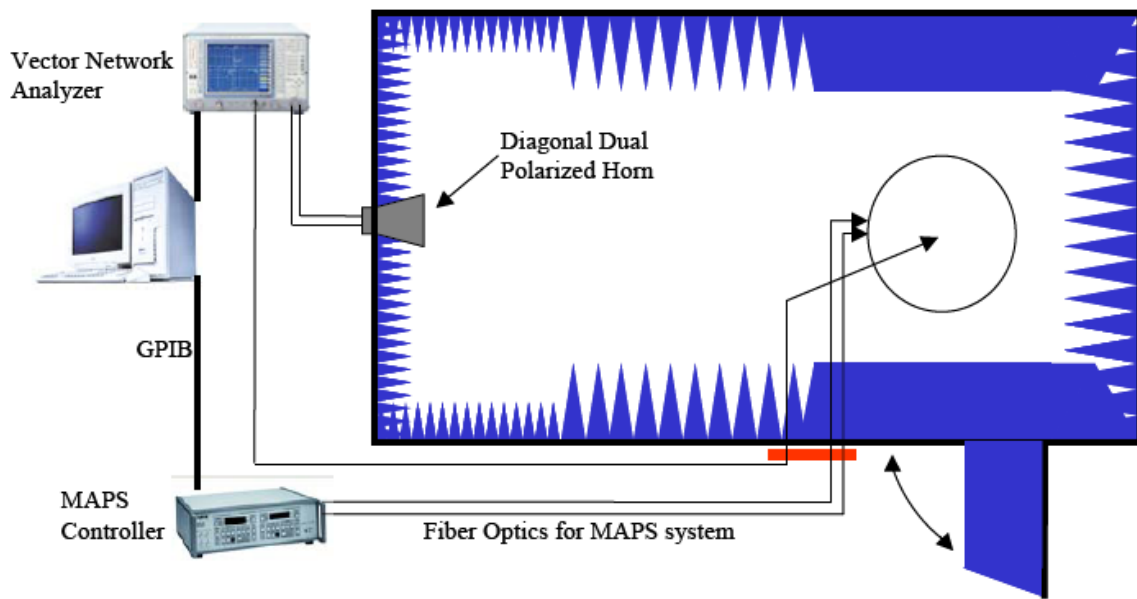 Vector Network
Analyzer
Diagonal Dual
Polarized Horn
GPIB
MAPS
Controller
Fiber Optics for MAPS system